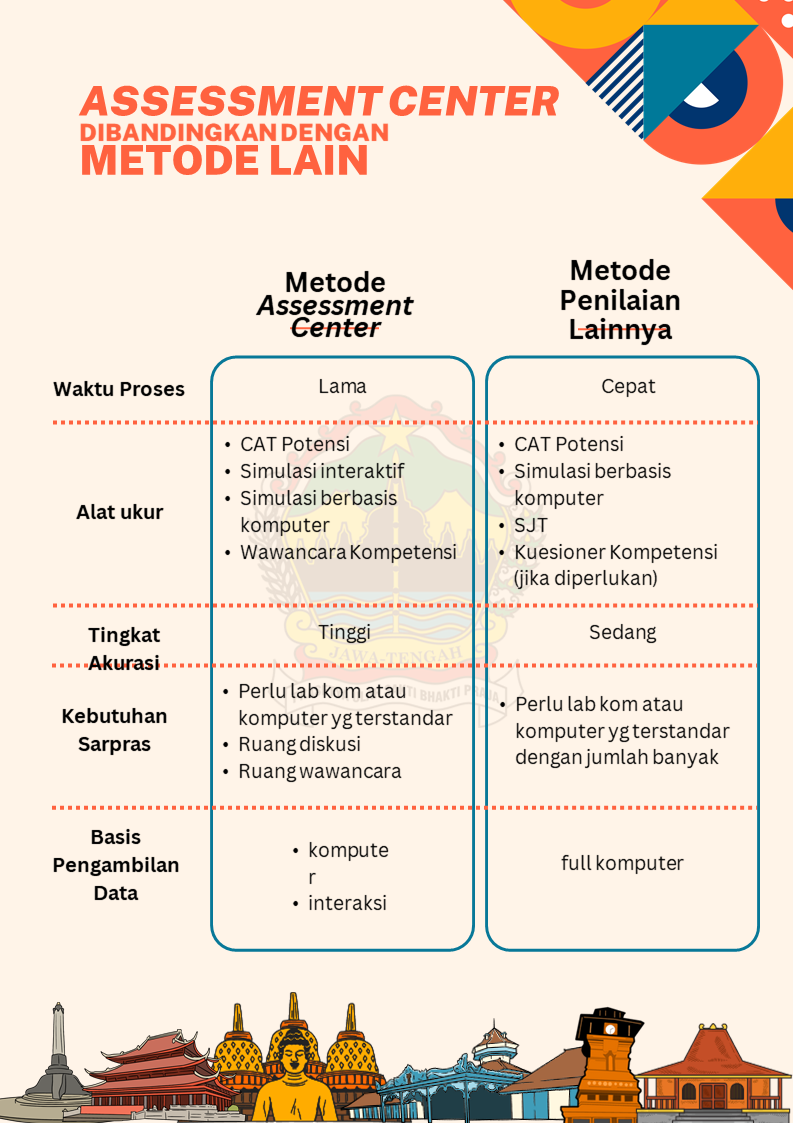 ASSESSMENT CENTER
DIBANDINGKAN DENGAN
METODE LAIN
Metode
Assessment
Center
Metode
Penilaian
Lainnya
Waktu Proses
Lama
Cepat
Alat ukur
• CAT Potensi
• Simulasi interaktif
• Simulasi berbasis
komputer
• Wawancara Kompetensi
• CAT Potensi
• Simulasi berbasis
komputer
• SJT
• Kuesioner Kompetensi
(jika diperlukan)
Tingkat
Akurasi
Tinggi
Sedang
JAWA-TENGAH
Kebutuhan
Sarpras
• Perlu lab kom atau
komputer yg terstandar
• Ruang diskusi
• Ruang wawancara
• Perlu lab kom atau
komputer yg terstandar
dengan jumlah banyak
BHAKTI PRAJA
Basis
Pengambilan
Data
• kompute
r
• interaksi
full komputer